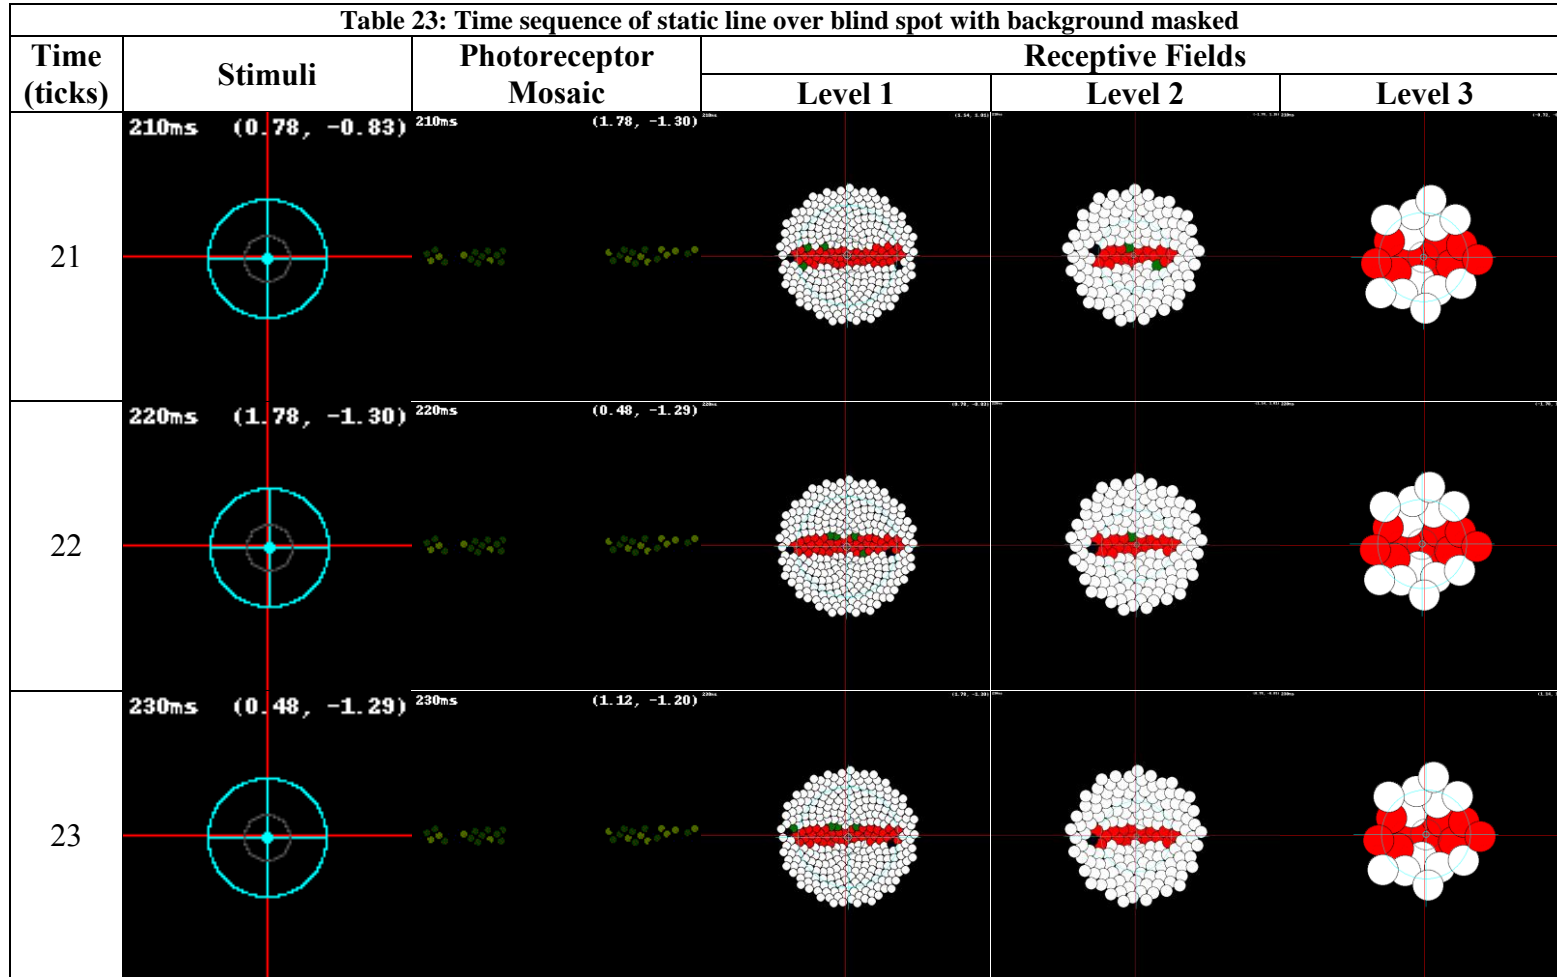 Table 23: Time sequence of static line over blind spot with background masked
Time (ticks)
Stimuli
Photoreceptor Mosaic
Receptive Fields
Level 1
Level 2
Level 3
21
210ms (0.78, -0.83)
210ms (1.78, -1.30)
22
220ms (1.78, -1.30)
220ms (0.48, -1.29)
23
230ms (0.48, -1.29)
230ms (1.12, -1.20)